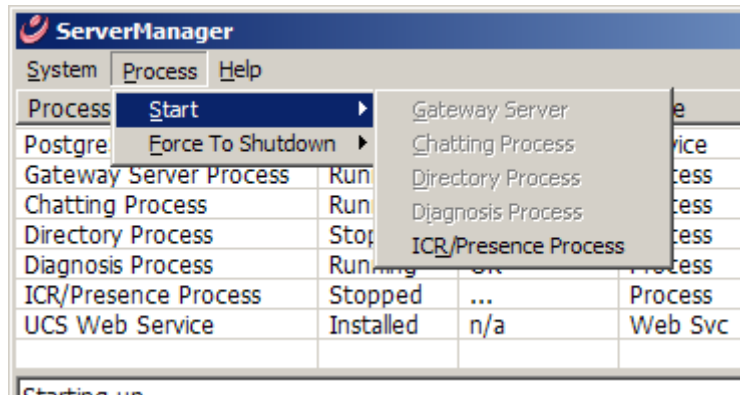 ServerManager
System Process Help
Process
Start
Force To Shutdown
Gateway Server
Chatting Process
Directory Process
Diagnosis Process
ICR/Presence Process
Postgre
Gateway Server Process
Chatting Process
Directory Process
Diagnosis Process Running
ICR/Presence Process Stopped ... Process
UCS Web Service Installed n/a Web Svc
Starting up